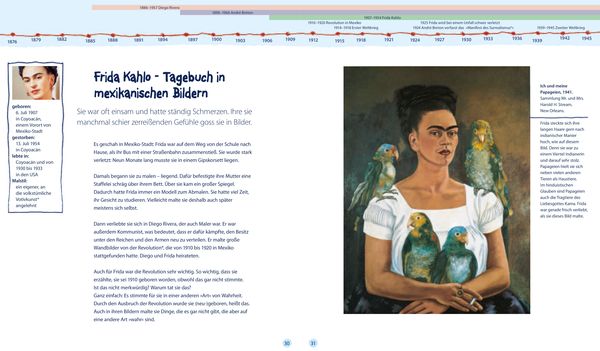 1886–1957 Diego Rivera
1896–1966 André Breton
1907–1954 Frida Kahlo
1910–1920 Revolution in Mexiko
1925 Frida wird bei einem Unfall schwer verletzt
1914–1918 Erster Weltkrieg
1924 André Breton verfasst das »Manifest des Surrealismus«
1939–1945 Zweiter Weltkrieg
1876 1879 1882 1885 1888 1891 1894 1897 1900 1903 1906 1909 1912 1915 1918 1921 1924 1927 1930 1933 1936 1939 1942 1945
geboren:
6. Juli 1907
in Coyoacán,
einem Vorort von
Mexiko-Stadt
gestorben:
13. Juli 1954
in Coyoacán
lebte in:
Coyoacán und von
1930 bis 1933
in den USA
Malstil:
ein eigener, an
die volkstümliche
Votivkunst*
angelehnt
Frida Kahlo – Tagebuch in
mexikanischen Bildern
Sie war oft einsam und hatte ständig Schmerzen. Ihre sie
manchmal schier zerreißenden Gefühle goss sie in Bilder.
Es geschah in Mexiko-Stadt: Frida war auf dem Weg von der Schule nach
Hause, als ihr Bus mit einer Straßenbahn zusammenstieß. Sie wurde stark
verletzt: Neun Monate lang musste sie in einem Gipskorsett liegen.
Damals begann sie zu malen – liegend. Dafür befestigte ihre Mutter eine
Staffelei schräg über ihrem Bett. Über sie kam ein großer Spiegel.
Dadurch hatte Frida immer ein Modell zum Abmalen. Sie hatte viel Zeit,
ihr Gesicht zu studieren. Vielleicht malte sie deshalb auch später
meistens sich selbst.
Dann verliebte sie sich in Diego Rivera, der auch Maler war. Er war
außerdem Kommunist, was bedeutet, dass er dafür kämpfte, den Besitz
unter den Reichen und den Armen neu zu verteilen. Er malte große
Wandbilder von der Revolution*, die von 1910 bis 1920 in Mexiko
stattgefunden hatte. Diego und Frida heirateten.
Auch für Frida war die Revolution sehr wichtig. So wichtig, dass sie
erzählte, sie sei 1910 geboren worden, obwohl das gar nicht stimmte.
Ist das nicht merkwürdig? Warum tat sie das?
Ganz einfach: Es stimmte für sie in einer anderen »Art« von Wahrheit.
Durch den Ausbruch der Revolution wurde sie (neu-)geboren, heißt das.
Auch in ihren Bildern malte sie Dinge, die es gar nicht gibt, die aber auf
eine andere Art »wahr« sind.
Ich und meine
Papageien, 1941.
Sammlung Mr. und Mrs.
Harold H. Stream,
New Orleans.
Frida steckte sich ihre
langen Haare gern nach
indianischer Manier
hoch, wie auf diesem
Bild. Denn sie war zu
einem Viertel Indianerin
und darauf sehr stolz.
Papageien hielt sie sich
neben vielen anderen
Tieren als Haustiere.
Im hinduistischen
Glauben sind Papageien
auch die Tragtiere des
Liebesgottes Kama. Frida
war gerade frisch verliebt,
als sie dieses Bild malte.
30 31